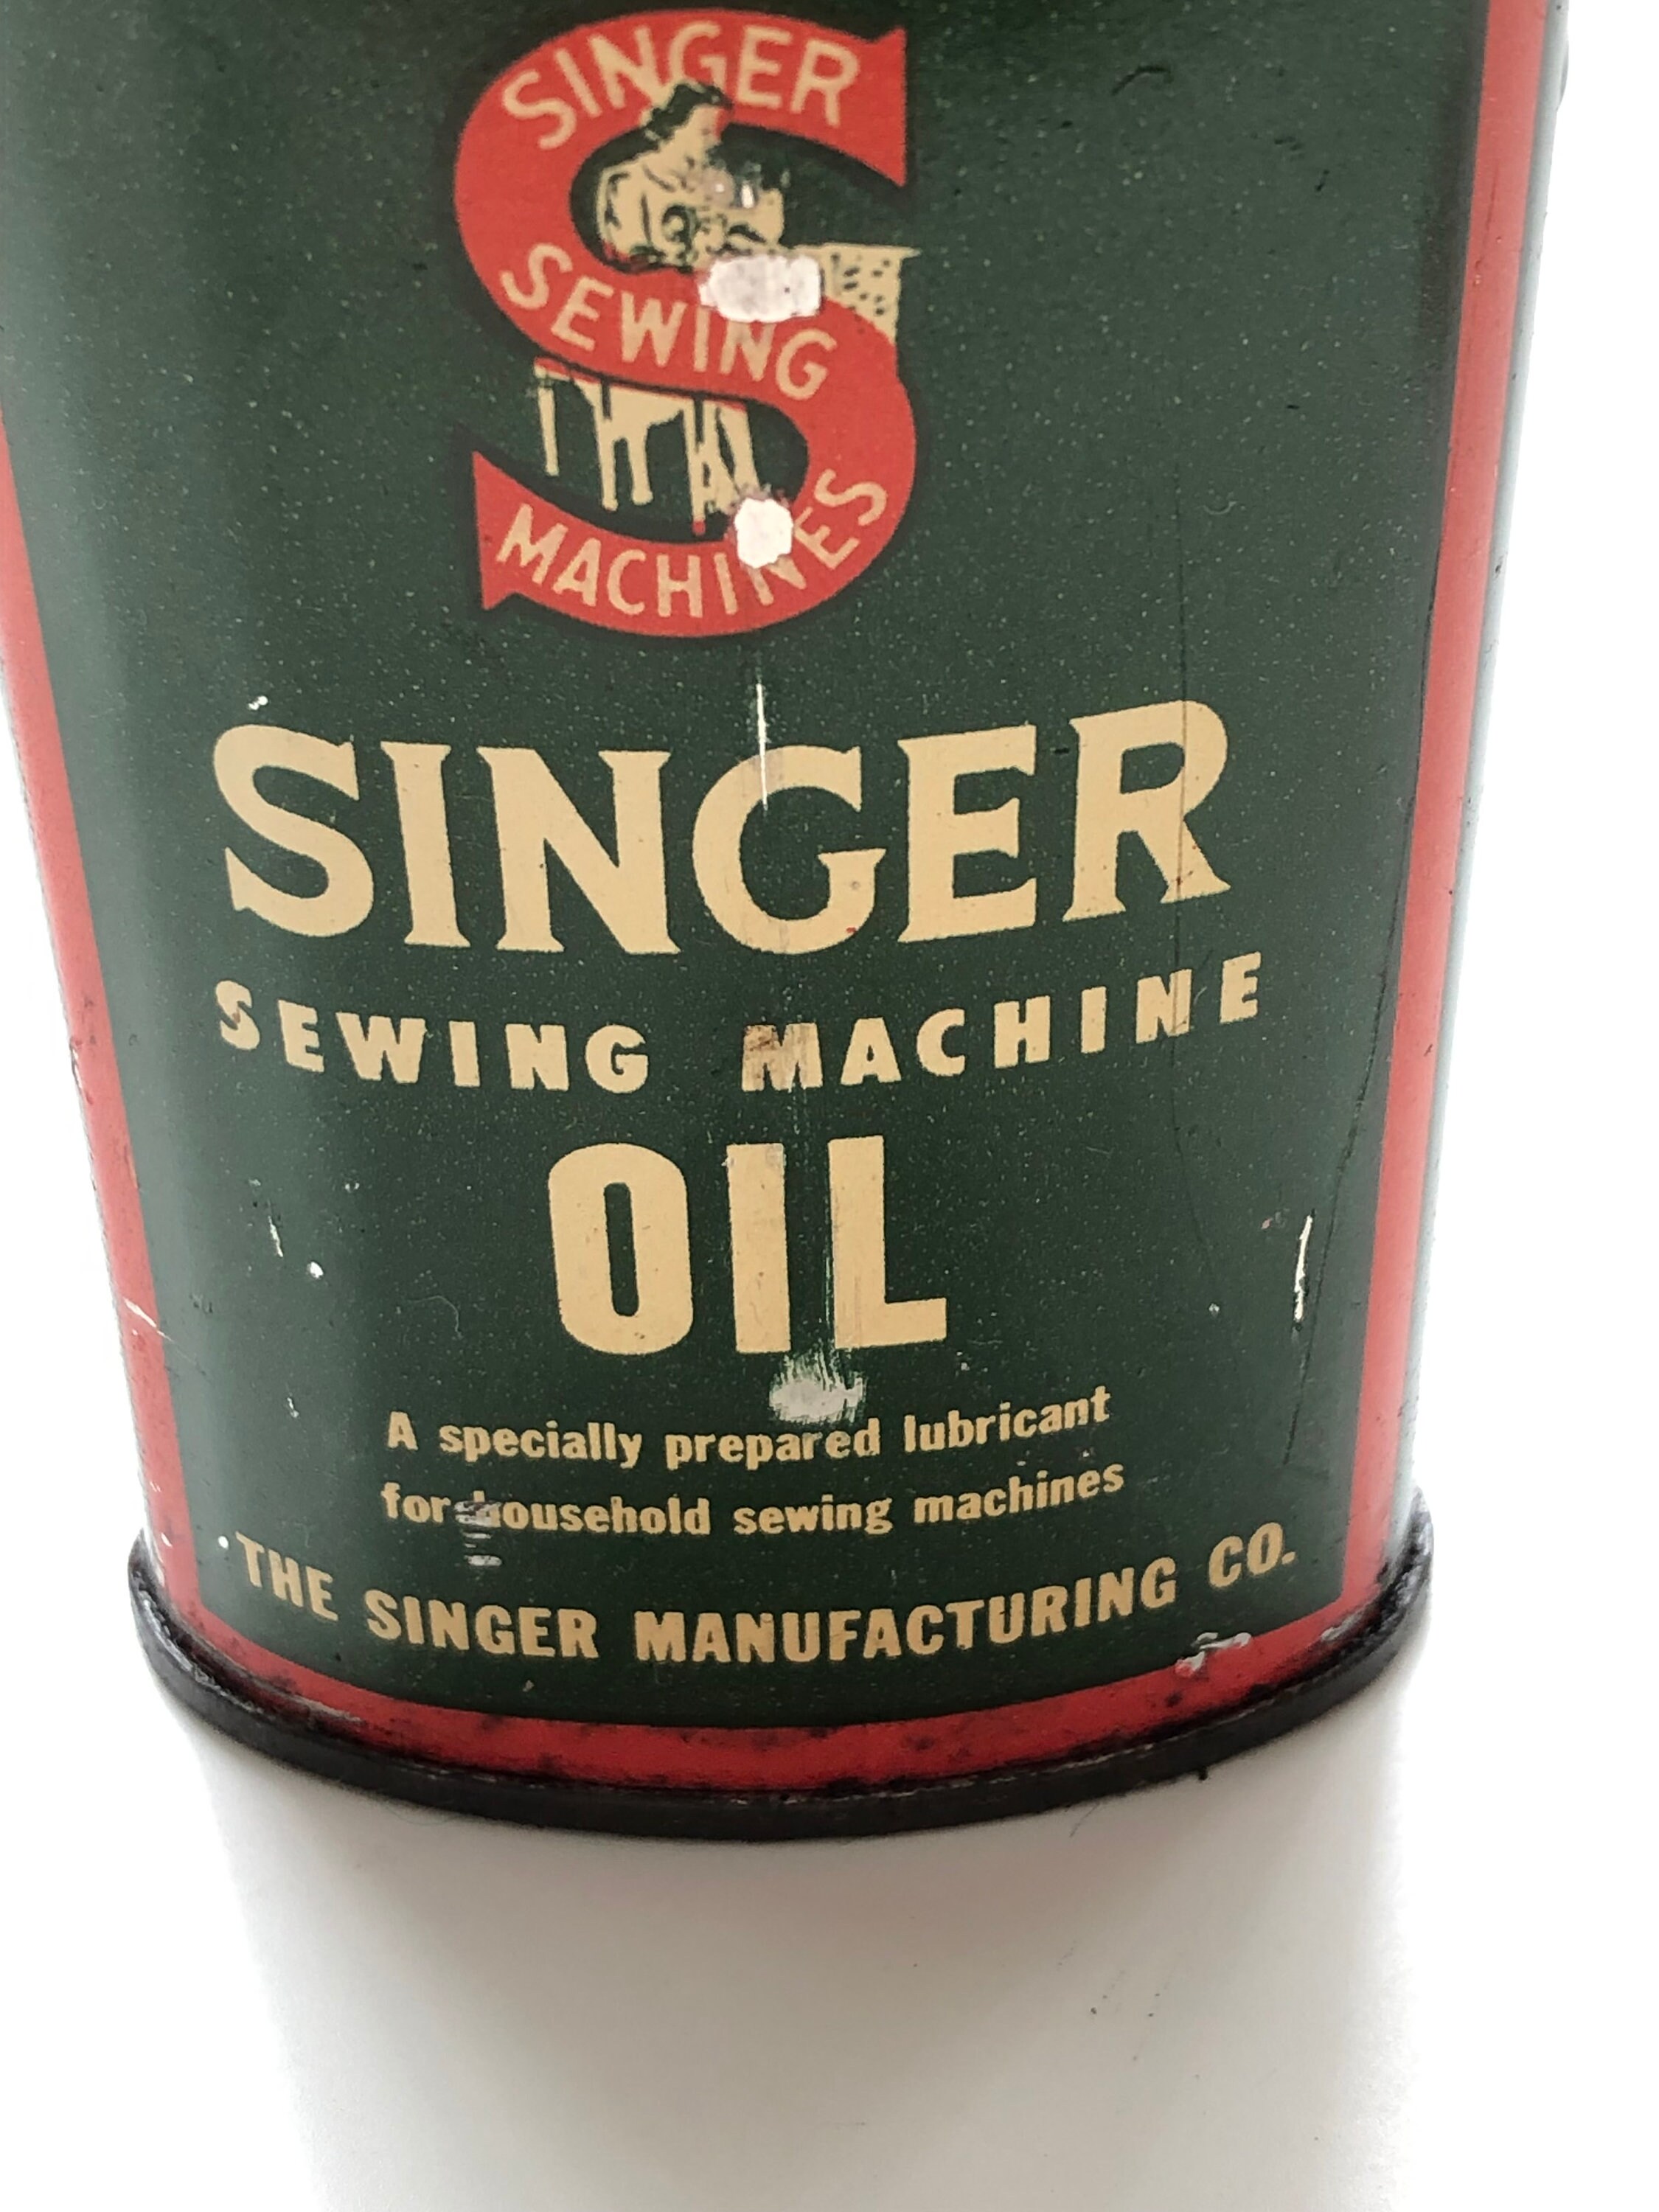 SINGER
SEWING
MACHINES
SINGER
SEWING MACHINE
OIL
A specially prepared lubricant
for household sewing machines
THE SINGER MANUFACTURING CO.